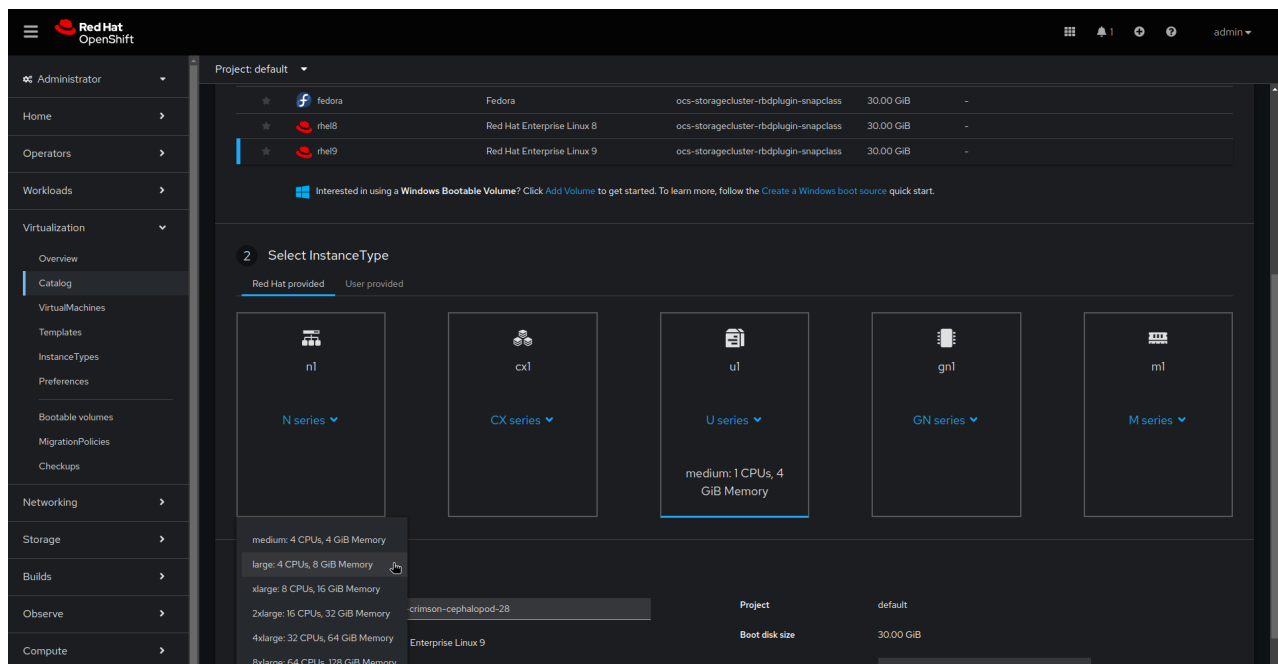 Red Hat
OpenShift
1
admin
Administrator
Home
Operators
Workloads
Virtualization
Overview
Catalog
VirtualMachines
Templates
InstanceTypes
Preferences
Bootable volumes
MigrationPolicies
Checkups
Networking
Storage
Builds
Observe
Compute
Project: default
fedora Fedora ocs-storagecluster-rbdplugin-snapclass 30.00 GiB -
rhel8 Red Hat Enterprise Linux 8 ocs-storagecluster-rbdplugin-snapclass 30.00 GiB -
rhel9 Red Hat Enterprise Linux 9 ocs-storagecluster-rbdplugin-snapclass 30.00 GiB -
Interested in using a Windows Bootable Volume? Click Add Volume to get started. To learn more, follow the Create a Windows boot source quick start.
2 Select InstanceType
Red Hat provided User provided
n1 cx1 u1 gn1 m1
N series CX series U series GN series M series
medium: 1 CPUs, 4
GiB Memory
medium: 4 CPUs, 4 GiB Memory
large: 4 CPUs, 8 GiB Memory
xlarge: 8 CPUs, 16 GiB Memory
2xlarge: 16 CPUs, 32 GiB Memory
4xlarge: 32 CPUs, 64 GiB Memory
8xlarge: 64 CPUs, 128 GiB Memory
-crimson-cephalopod-28
Project default
Enterprise Linux 9
Boot disk size 30.00 GiB